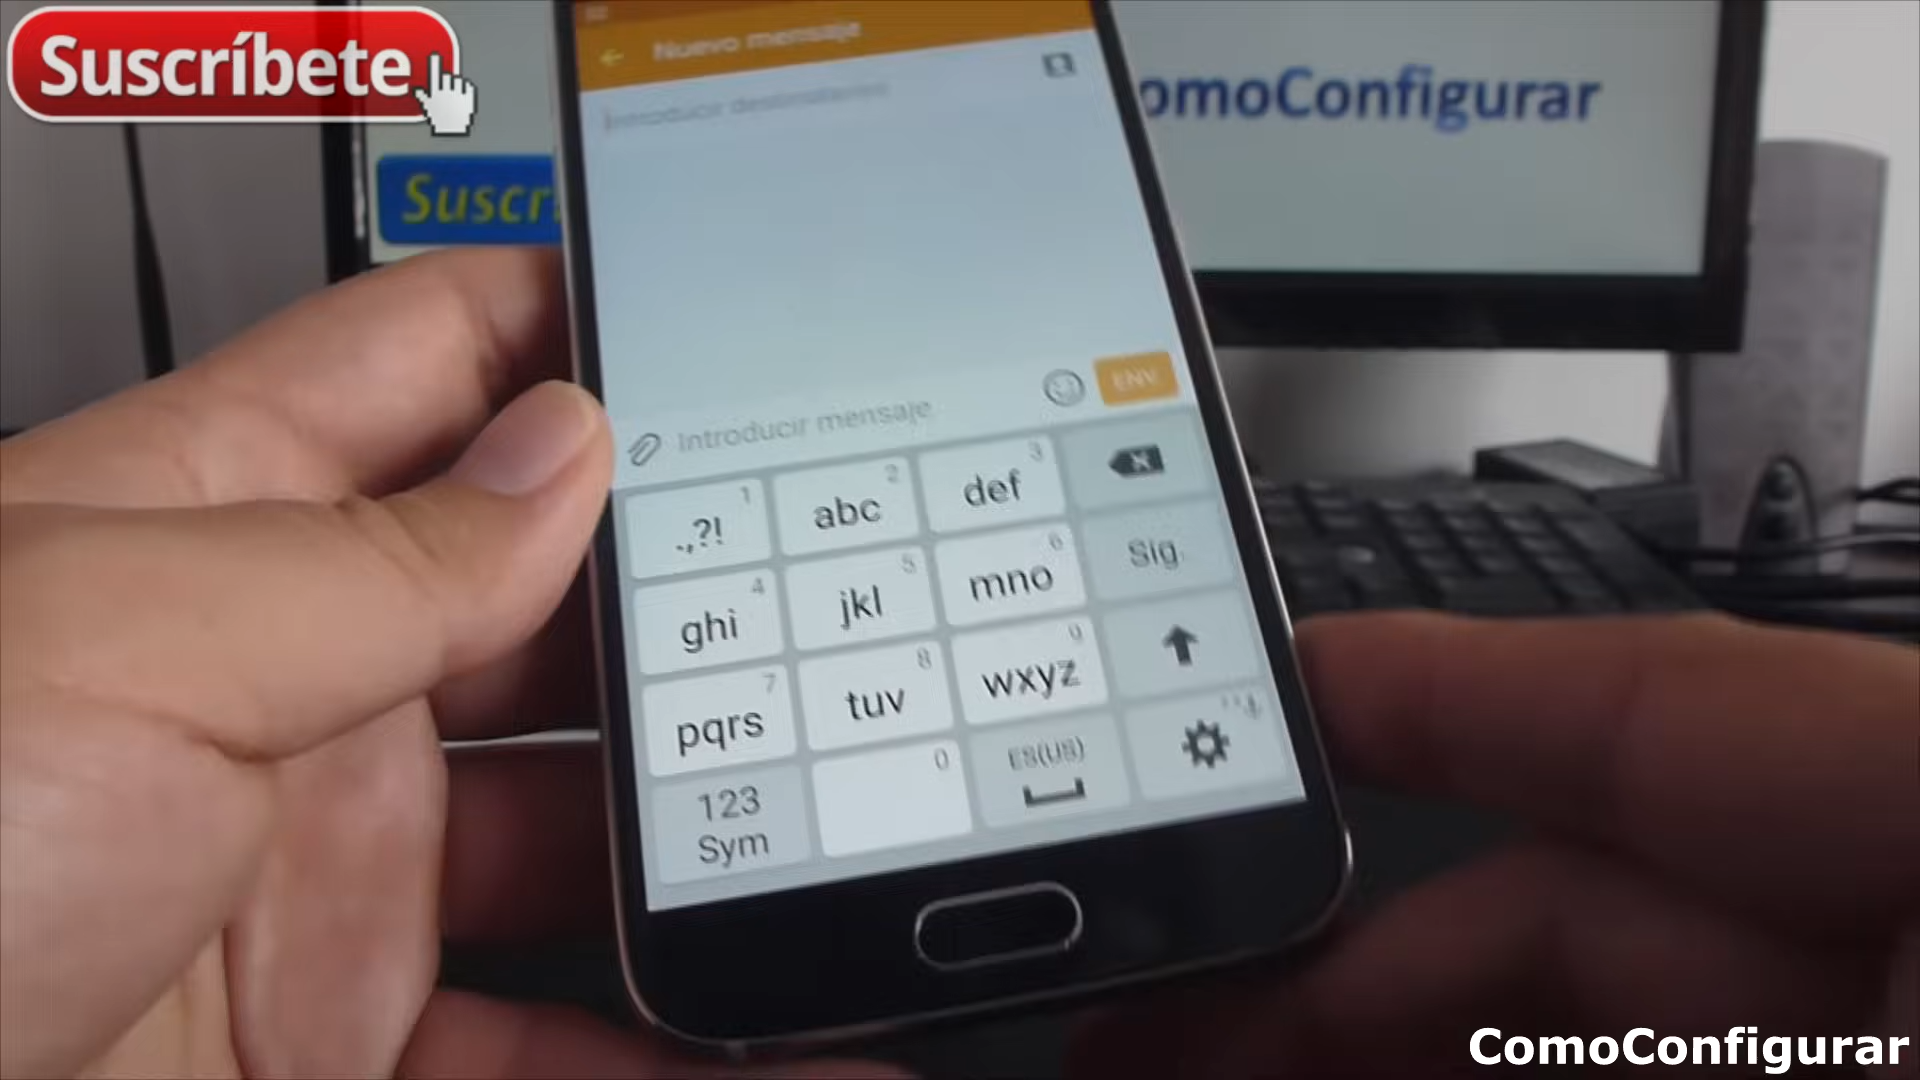 Suscríbete
Nuevo mensaje
Introducir destinatarios
omoConfigurar
Suscr
ENV.
Introducir mensaje
1
.,?!
2
abc
3
def
4
ghi
5
jkl
6
mno
Sig.
7
pqrs
8
tuv
9
wxyz
123
Sym
0
ES(US)
ComoConfigurar